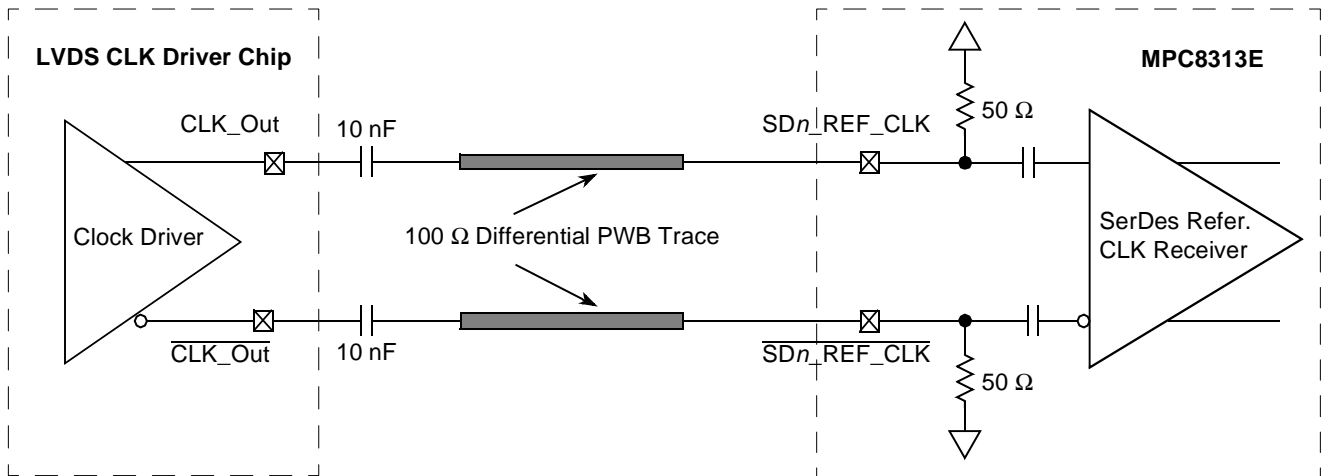 LVDS CLK Driver Chip
MPC8313E
CLK_Out
10 nF
SDn_REF_CLK
50 Ω
Clock Driver
100 Ω Differential PWB Trace
SerDes Refer.
CLK Receiver
CLK_Out
10 nF
SDn_REF_CLK
50 Ω